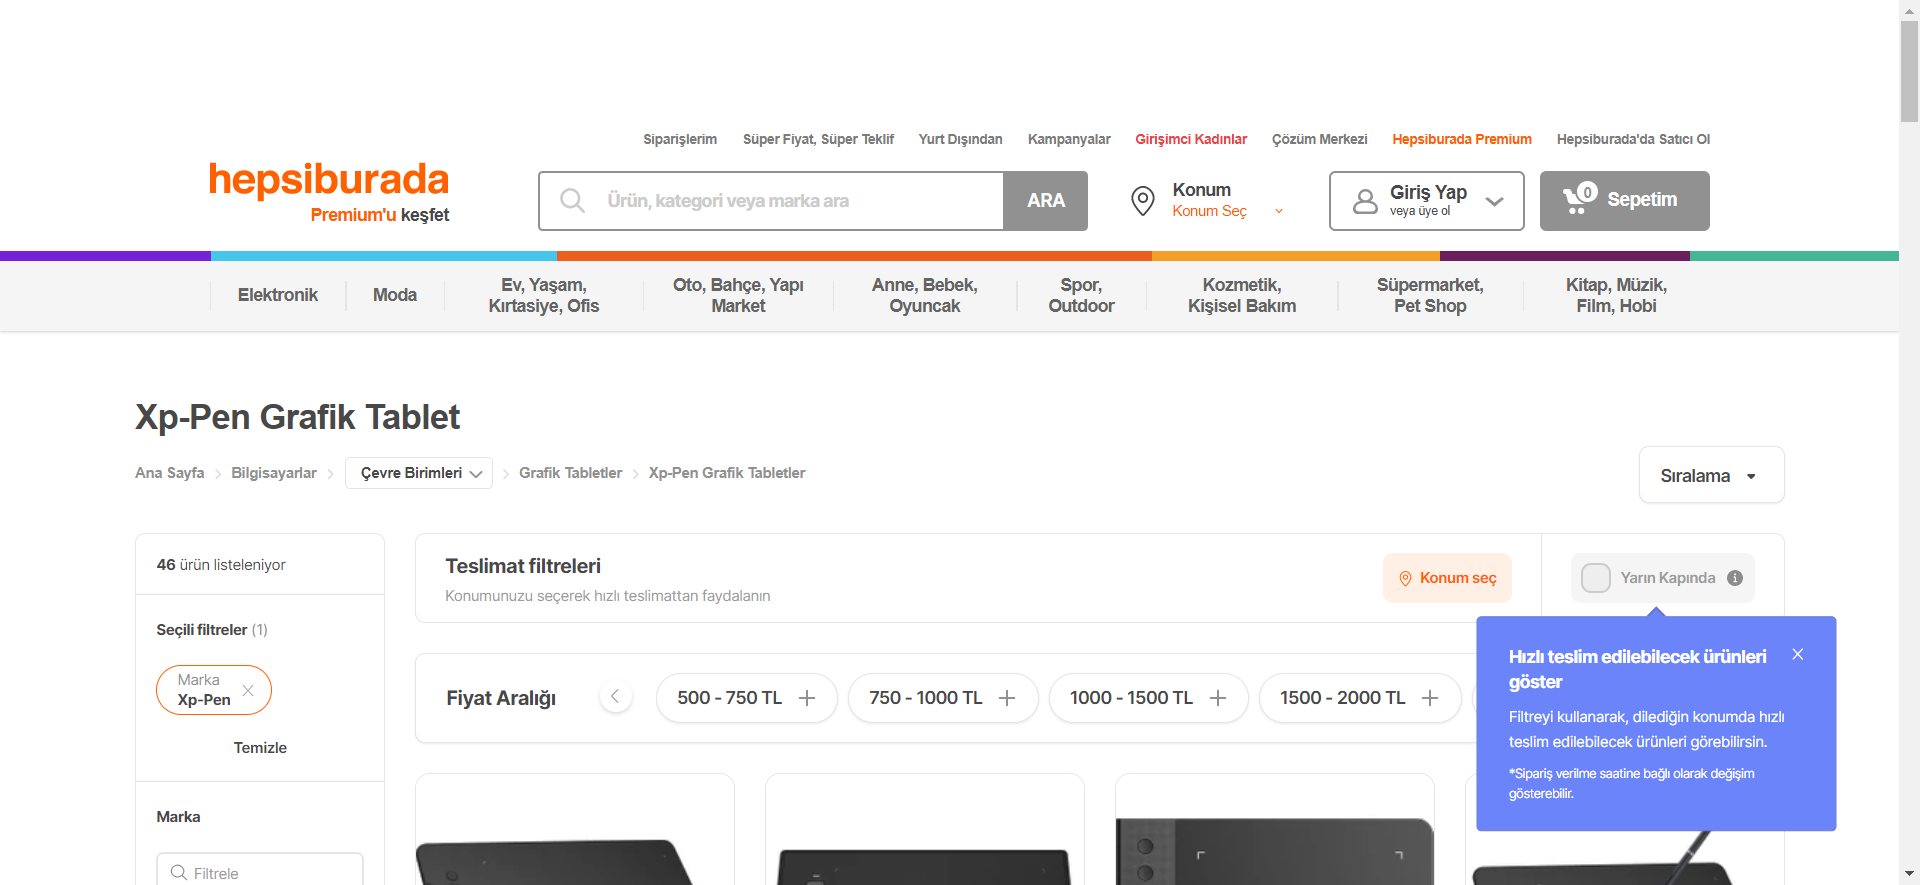 Siparişlerim Süper Fiyat, Süper Teklif Yurt Dışından Kampanyalar Girişimci Kadınlar Çözüm Merkezi Hepsiburada Premium Hepsiburada'da Satıcı Ol
hepsiburada
Premium'u keşfet
Ürün, kategori veya marka ara
ARA
Konum
Konum Seç
Giriş Yap
veya üye ol
0
Sepetim
Elektronik
Moda
Ev, Yaşam,
Kırtasiye, Ofis
Oto, Bahçe, Yapı
Market
Anne, Bebek,
Oyuncak
Spor,
Outdoor
Kozmetik,
Kişisel Bakım
Süpermarket,
Pet Shop
Kitap, Müzik,
Film, Hobi
Xp-Pen Grafik Tablet
Ana Sayfa Bilgisayarlar Çevre Birimleri Grafik Tabletler Xp-Pen Grafik Tabletler
Sıralama
46 ürün listeleniyor
Seçili filtreler (1)
Marka
Xp-Pen
Temizle
Marka
Filtrele
Teslimat filtreleri
Konumunuzu seçerek hızlı teslimattan faydalanın
Konum seç
Yarın Kapında
Fiyat Aralığı
500 - 750 TL
750 - 1000 TL
1000 - 1500 TL
1500 - 2000 TL
Hızlı teslim edilebilecek ürünleri
göster
Filtreyi kullanarak, dilediğin konumda hızlı
teslim edilebilecek ürünleri görebilirsin.
*Sipariş verilme saatine bağlı olarak değişim
gösterebilir.